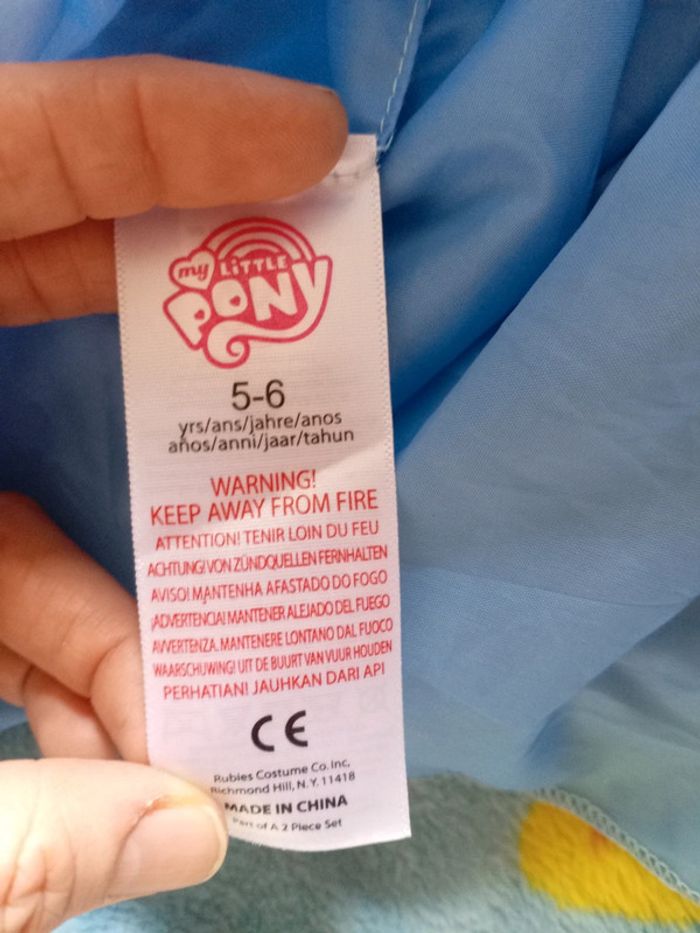 my LiTTLE
PONY
5-6
yrs/ans/jahre/anos
años/anni/jaar/tahun
WARNING!
KEEP AWAY FROM FIRE
ATTENTION! TENIR LOIN DU FEU
ACHTUNG! VON ZÜNDQUELLEN FERNHALTEN
AVISO! MANTENHA AFASTADO DO FOGO
¡ADVERTENCIA! MANTENER ALEJADO DEL FUEGO
AVVERTENZA. MANTENERE LONTANO DAL FUOCO
WAARSCHUWING! UIT DE BUURT VAN VUUR HOUDEN
PERHATIAN! JAUHKAN DARI API
CE
Rubies Costume Co. Inc,
Richmond Hill, N.Y. 11418
MADE IN CHINA
Part of A 2 Piece Set